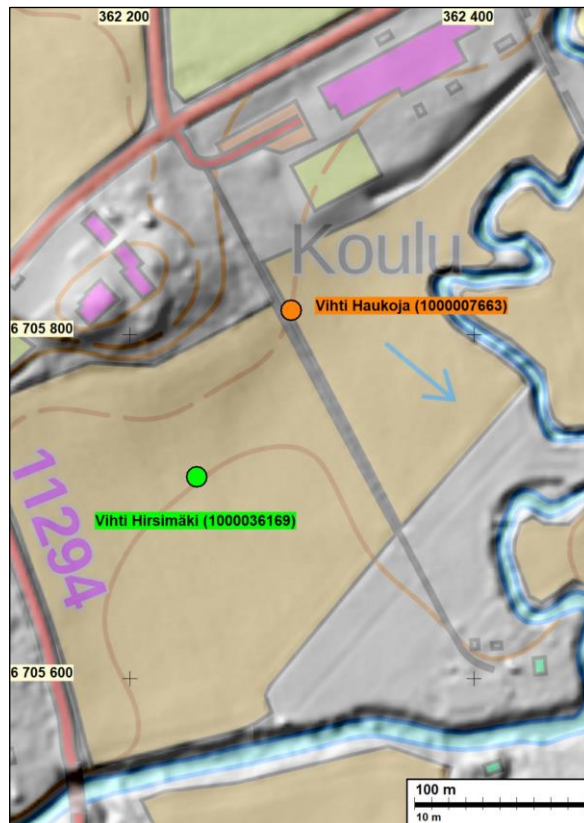 362 200
362 400
Koulu
Vihti Haukoja (1000007663)
6 705 800
11294
Vihti Hirsimäki (1000036169)
6 705 600
100 m
10 m